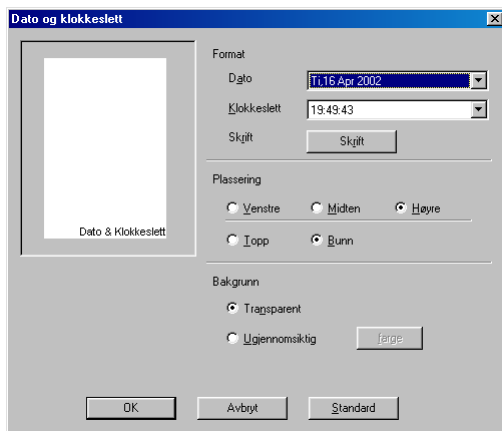 Dato og klokkeslett
Format
Dato Ti,16 Apr 2002
Klokkeslett 19:49:43
Skrift Skrift
Plassering
Venstre Midten Høyre
Topp Bunn
Dato & Klokkeslett
Bakgrunn
Transparent
Ugjennomsiktig farge
OK Avbryt Standard